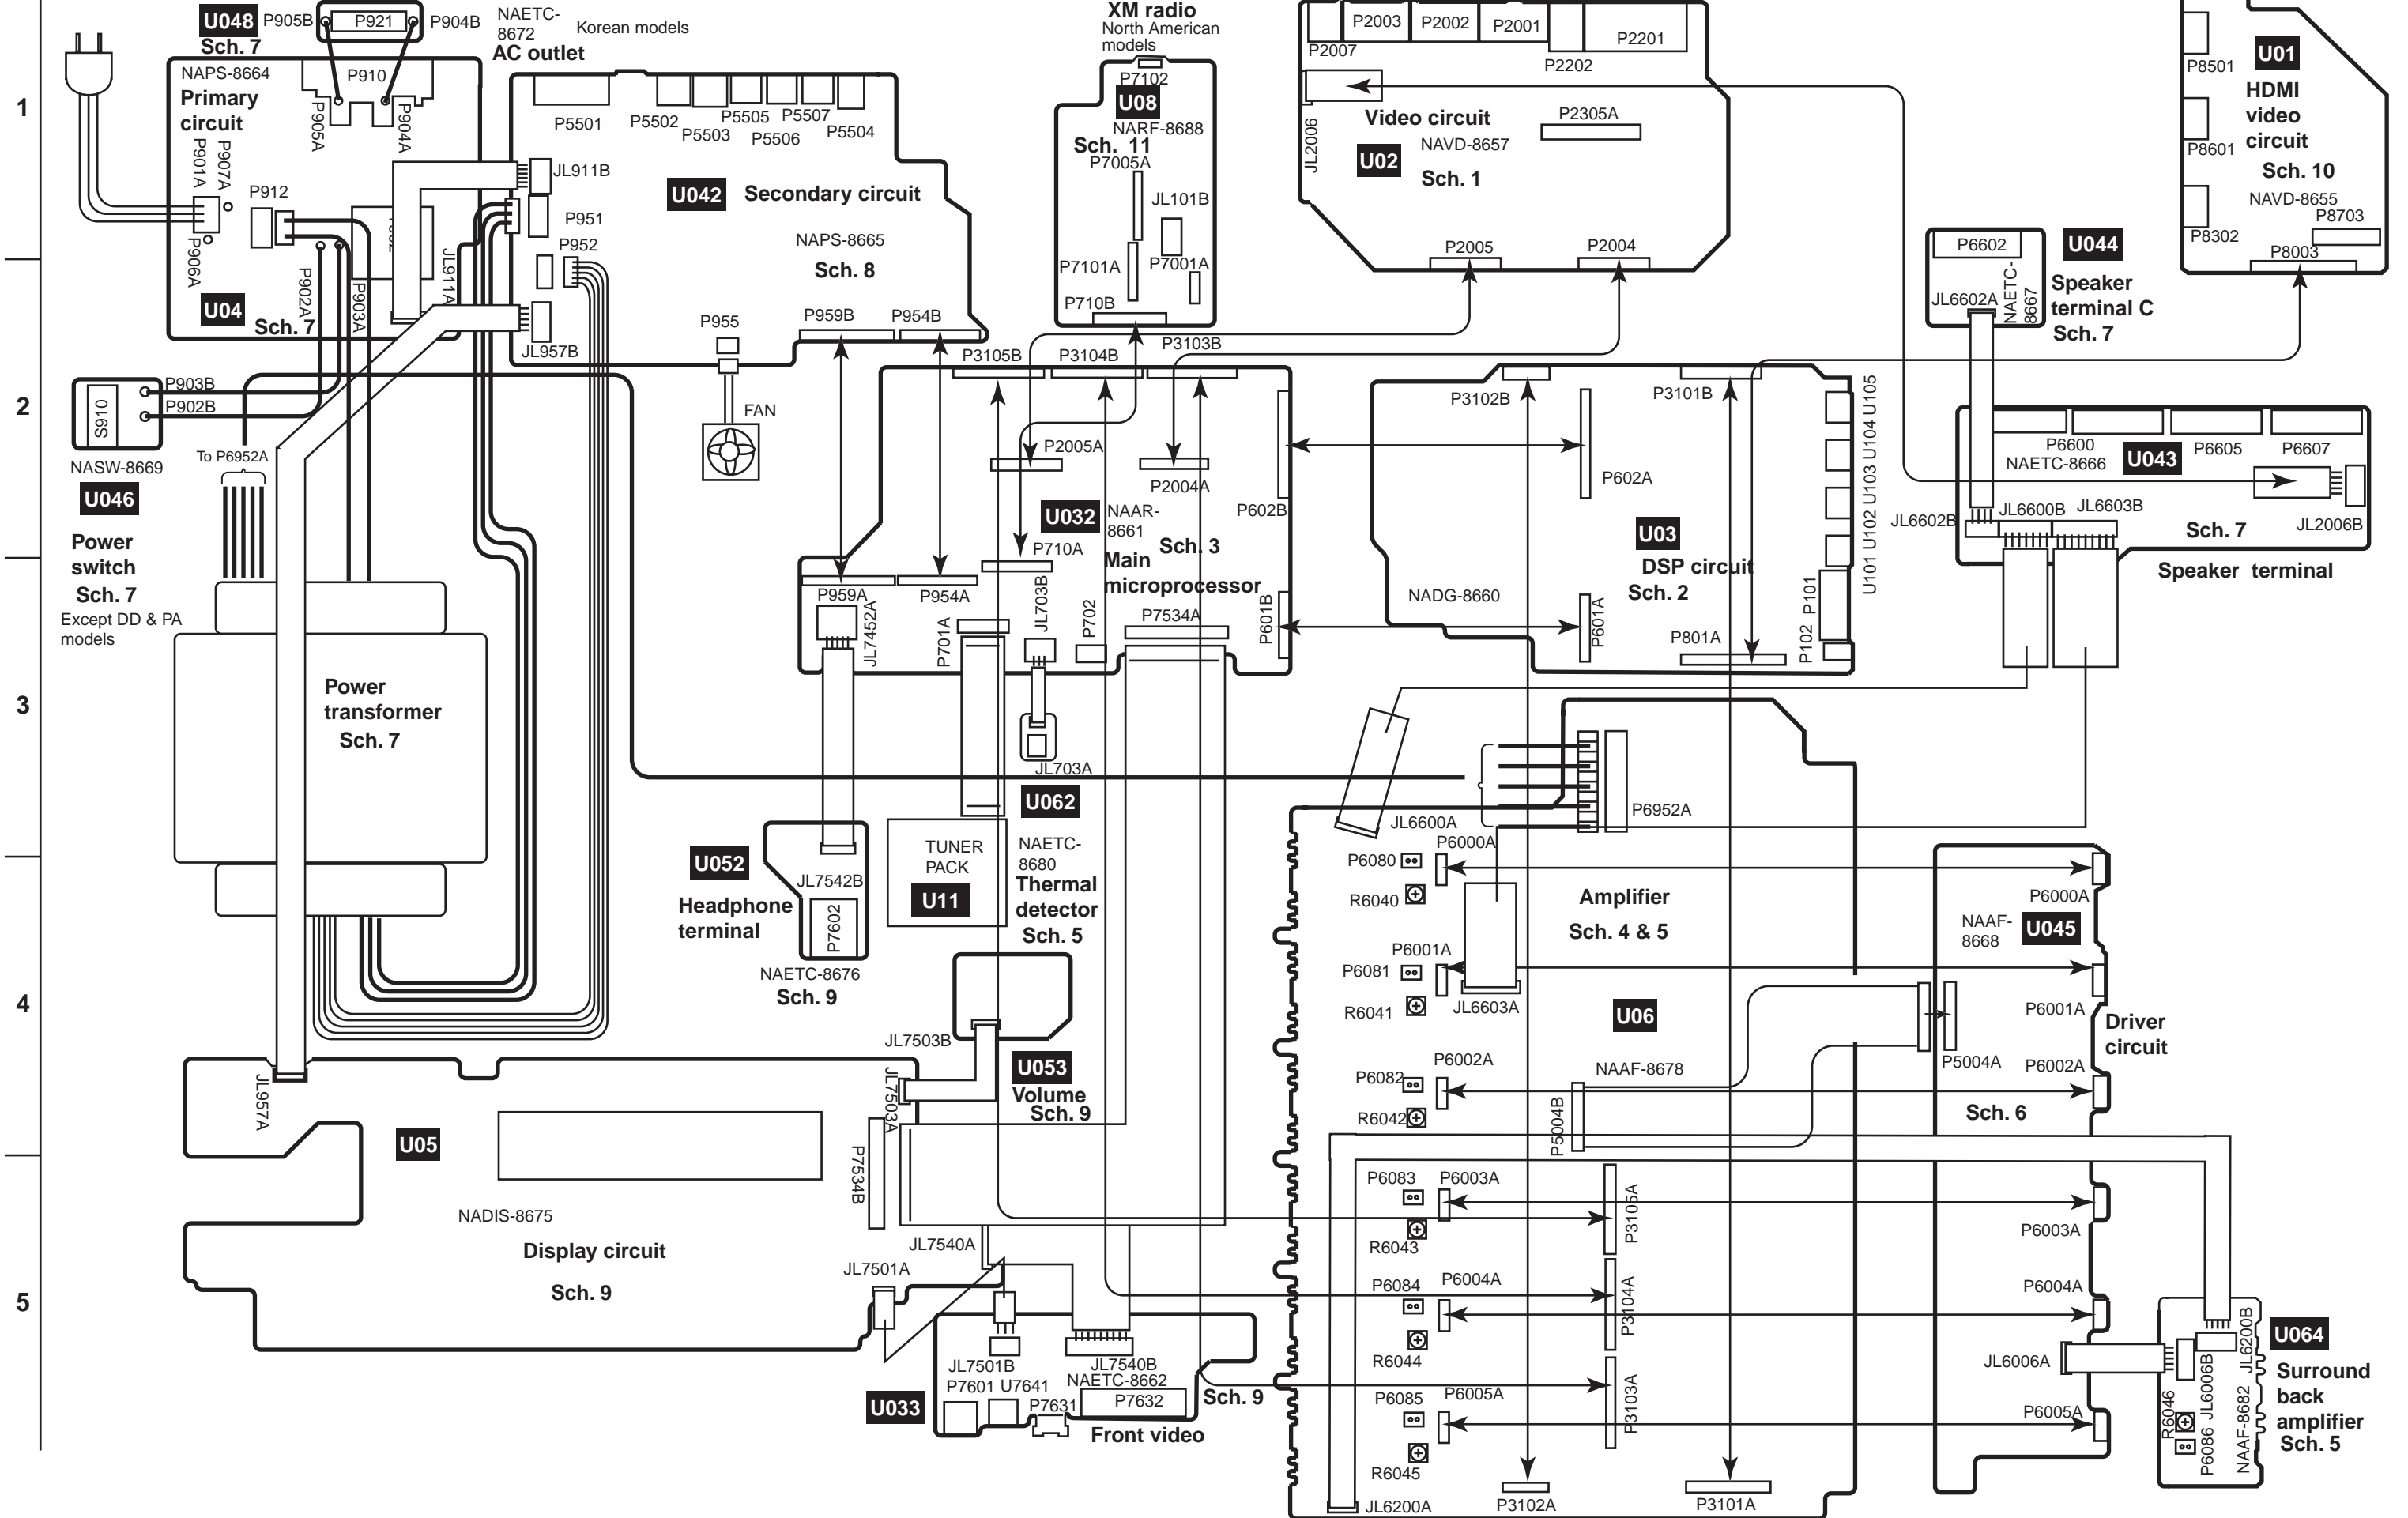 1
2
3
4
5
U048
P905B
P921
P904B
NAETC-
8672
Korean models
Sch. 7
AC outlet
NAPS-8664
Primary
circuit
P910
P905A
P904A
P901A
P907A
P912
P906A
P902A
P903A
JL911A
U04
Sch. 7
P5501
P5502
P5503
P5505
P5506
P5507
P5504
JL911B
U042
Secondary circuit
P951
P952
NAPS-8665
Sch. 8
JL957B
P955
P959B
P954B
FAN
XM radio
North American
models
P7102
U08
NARF-8688
Sch. 11
P7005A
JL101B
P7101A
P7001A
P710B
P2007
P2003
P2002
P2001
P2202
P2201
JL2006
Video circuit
P2305A
NAVD-8657
U02
Sch. 1
P2005
P2004
P8501
U01
HDMI
video
circuit
P8601
Sch. 10
NAVD-8655
P8703
P8302
P8003
P6602
U044
JL6602A
NAETC-
8667
Speaker
terminal C
Sch. 7
P903B
P902B
S910
NASW-8669
U046
Power
switch
Sch. 7
Except DD & PA
models
To P6952A
Power
transformer
Sch. 7
P3105B
P3104B
P3103B
P2005A
P2004A
P602B
U032
NAAR-
8661
Sch. 3
Main
microprocessor
P710A
P959A
P954A
JL7452A
P701A
JL703B
P702
P7534A
P601B
P3102B
P3101B
P602A
U03
DSP circuit
Sch. 2
NADG-8660
P601A
P801A
P102
P101
U101 U102 U103 U104 U105
P6600
NAETC-8666
U043
P6605
P6607
JL6602B
JL6600B
JL6603B
Sch. 7
JL2006B
Speaker terminal
JL703A
U062
NAETC-
8680
Thermal
detector
Sch. 5
TUNER
PACK
U11
U052
Headphone
terminal
JL7542B
P7602
NAETC-8676
Sch. 9
JL7503B
U053
Volume
Sch. 9
JL6600A
P6952A
P6000A
P6080
R6040
Amplifier
Sch. 4 & 5
P6001A
P6081
R6041
JL6603A
U06
P6002A
P6082
R6042
NAAF-8678
P5004B
P6083
P6003A
R6043
P3105A
P6084
P6004A
R6044
P3104A
P6085
P6005A
R6045
P3103A
JL6200A
P3102A
P3101A
P6000A
NAAF-
8668
U045
P6001A
Driver
circuit
P5004A
P6002A
Sch. 6
P6003A
P6004A
JL6006A
P6005A
JL6200B
JL6006B
R6046
P6086
NAAF-8682
U064
Surround
back
amplifier
Sch. 5
JL957A
JL7503A
U05
P7534B
NADIS-8675
Display circuit
Sch. 9
JL7540A
JL7501A
JL7501B
JL7540B
NAETC-8662
P7601
U7641
P7631
P7632
U033
Sch. 9
Front video